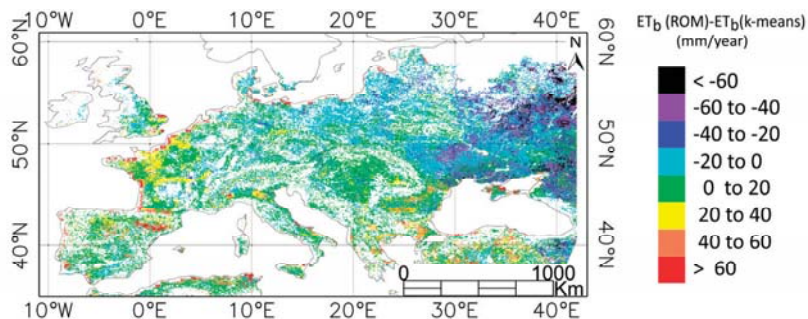 10°W 0°E 10°E 20°E 30°E 40°E
60°N
50°N
40°N
N
60°N
50°N
40°N
0 1000
Km
10°W 0°E 10°E 20°E 30°E 40°E
ETb (ROM)-ETb(k-means)
(mm/year)
< -60
-60 to -40
-40 to -20
-20 to 0
0 to 20
20 to 40
40 to 60
> 60